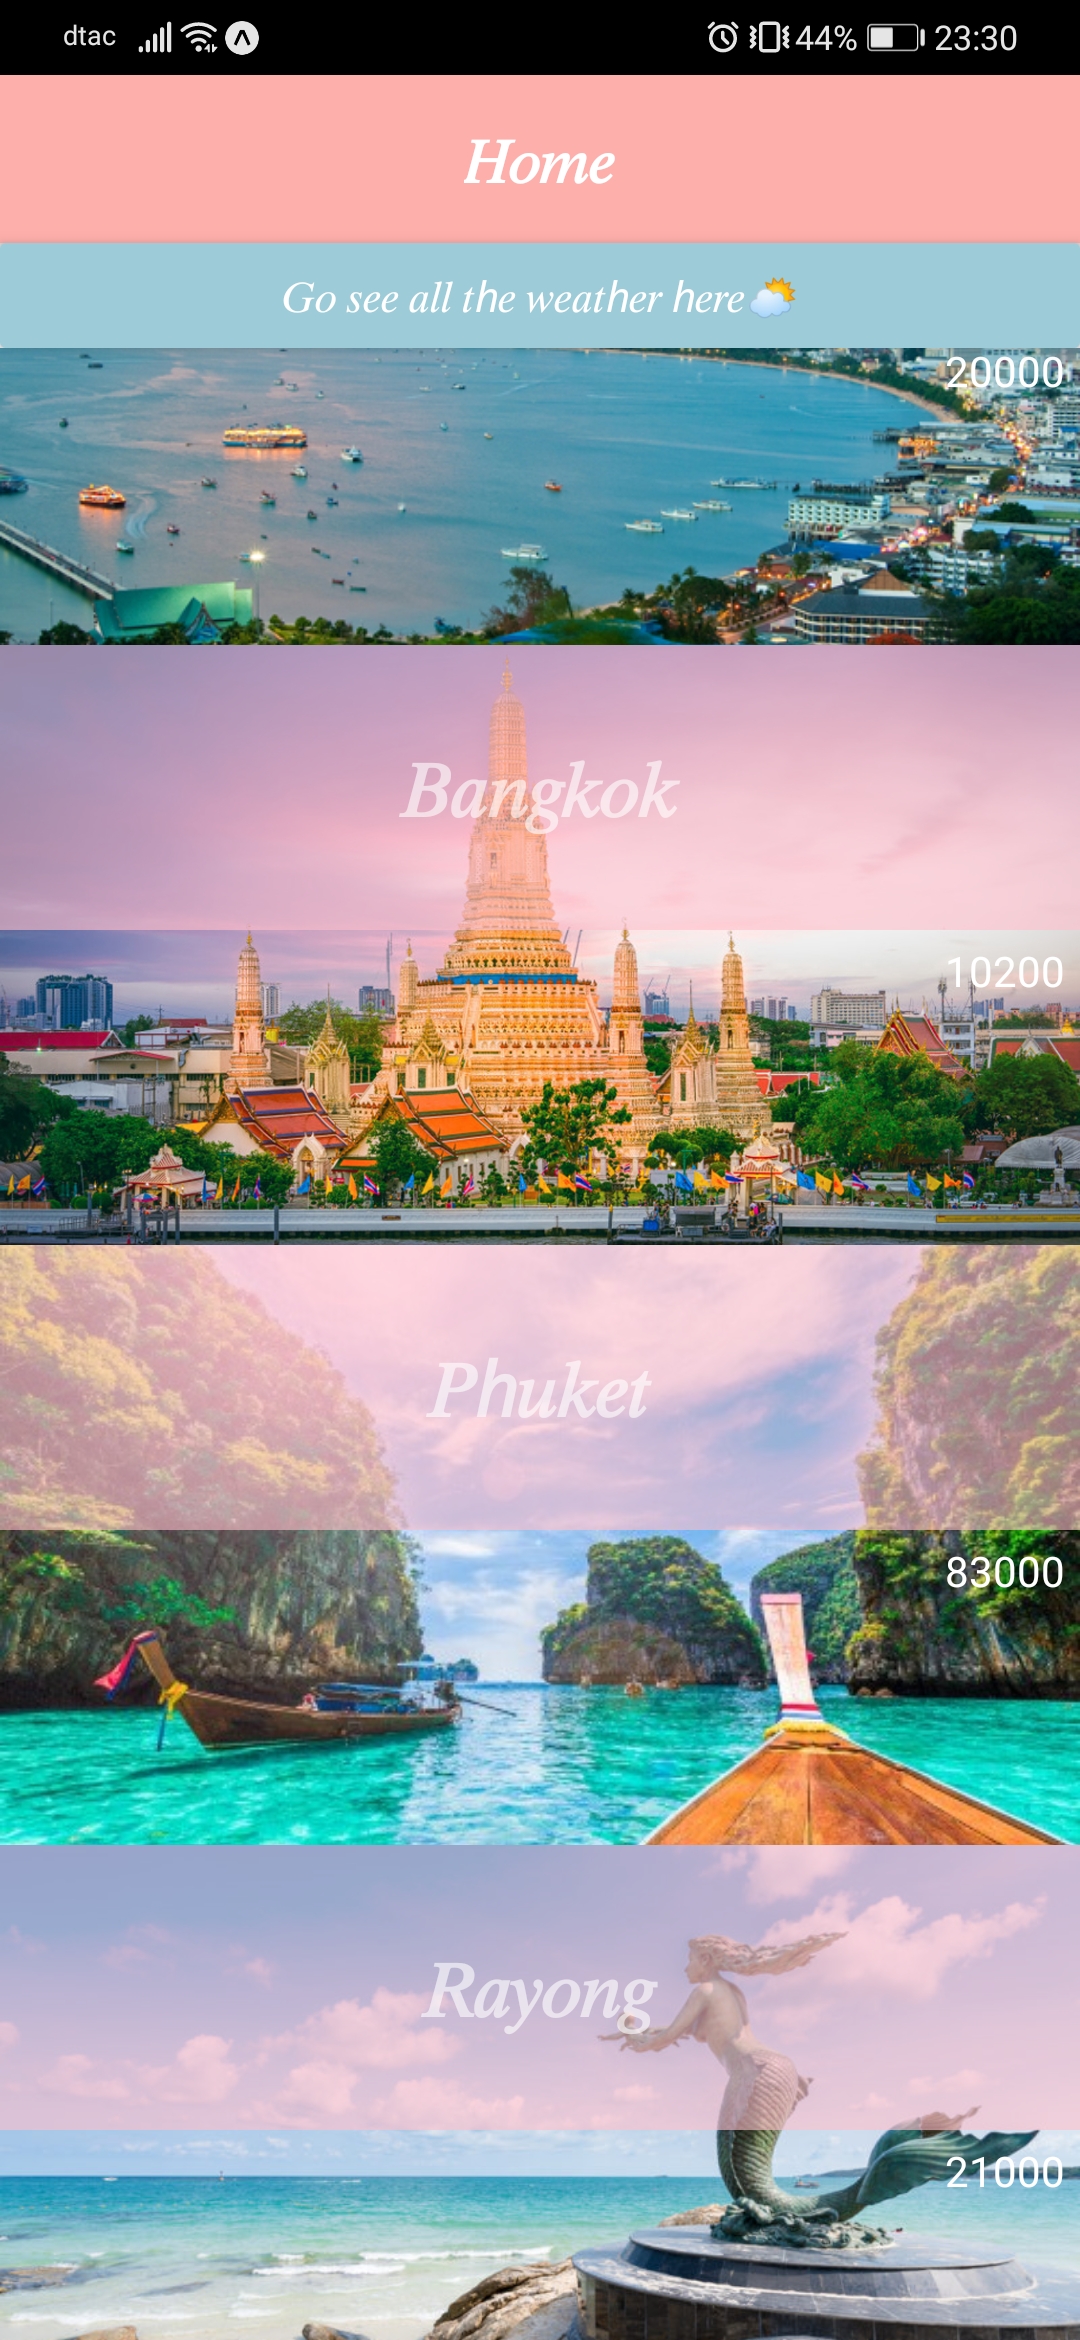 dtac
44%
23:30
Home
Go see all the weather here
20000
Bangkok
10200
Phuket
83000
Rayong
21000